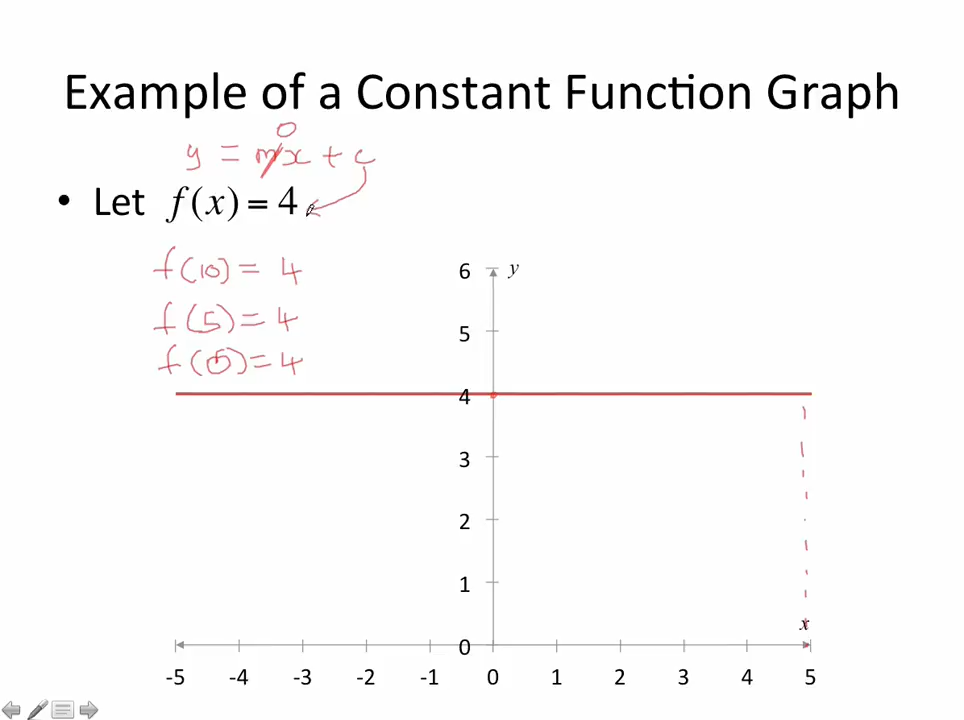 Example of a Constant Function Graph
0
y = mx + c
• Let f(x) = 4
f(10) = 4
f(5) = 4
f(0) = 4
6 y
5
4
3
2
1
x
0
-5 -4 -3 -2 -1 0 1 2 3 4 5